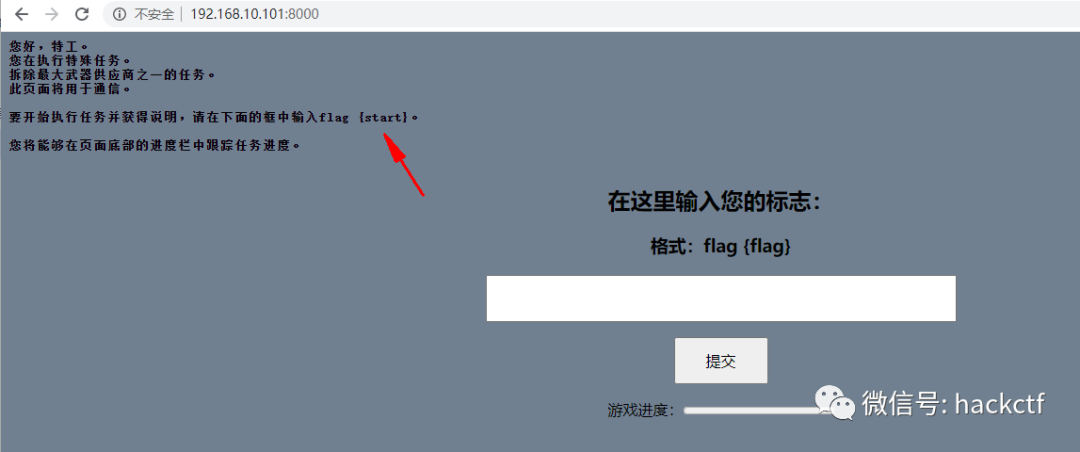 不安全 | 192.168.10.101:8000
您好，特工。
您在执行特殊任务。
拆除最大武器供应商之一的任务。
此页面将用于通信。
要开始执行任务并获得说明，请在下面的框中输入flag {start}。
您将能够在页面底部的进度栏中跟踪任务进度。
在这里输入您的标志：
格式：flag {flag}
提交
游戏进度：
微信号: hackctf